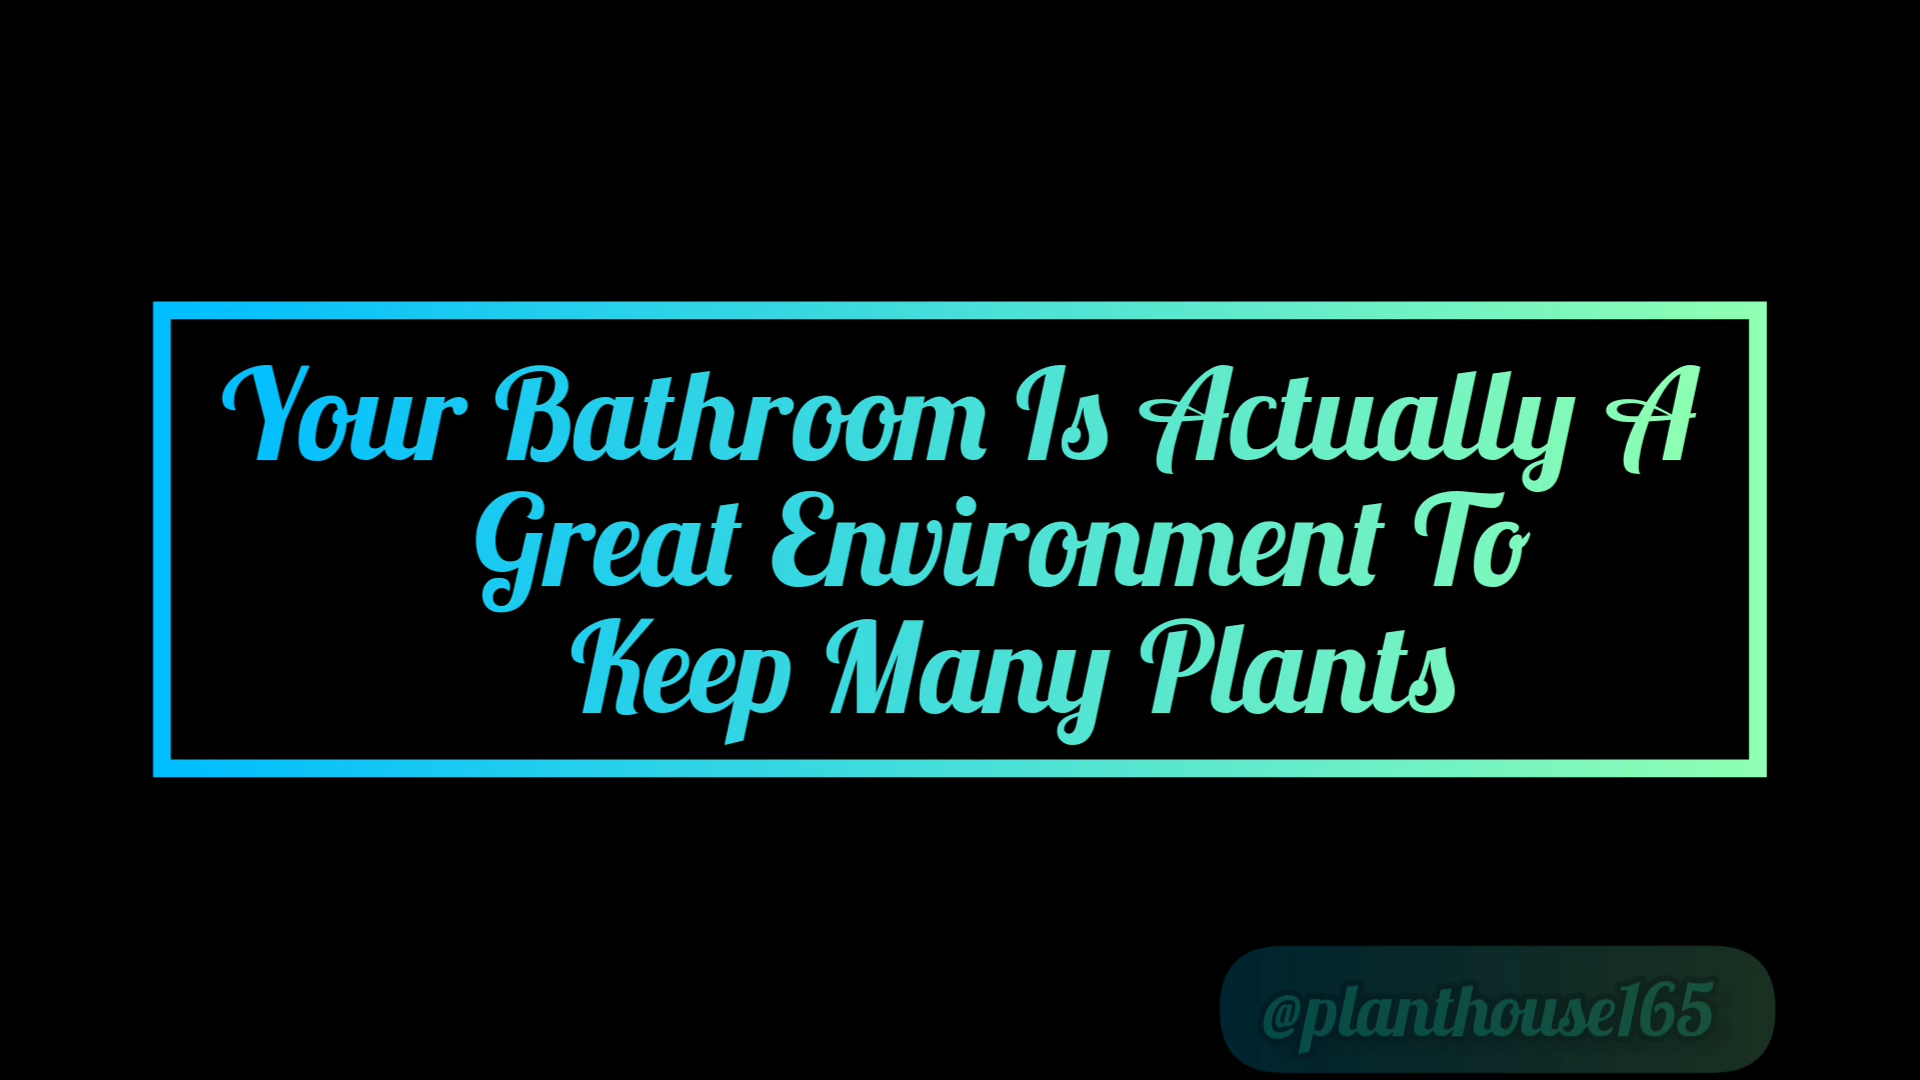 Your Bathroom Is Actually A
Great Environment To
Keep Many Plants
@planthouse165